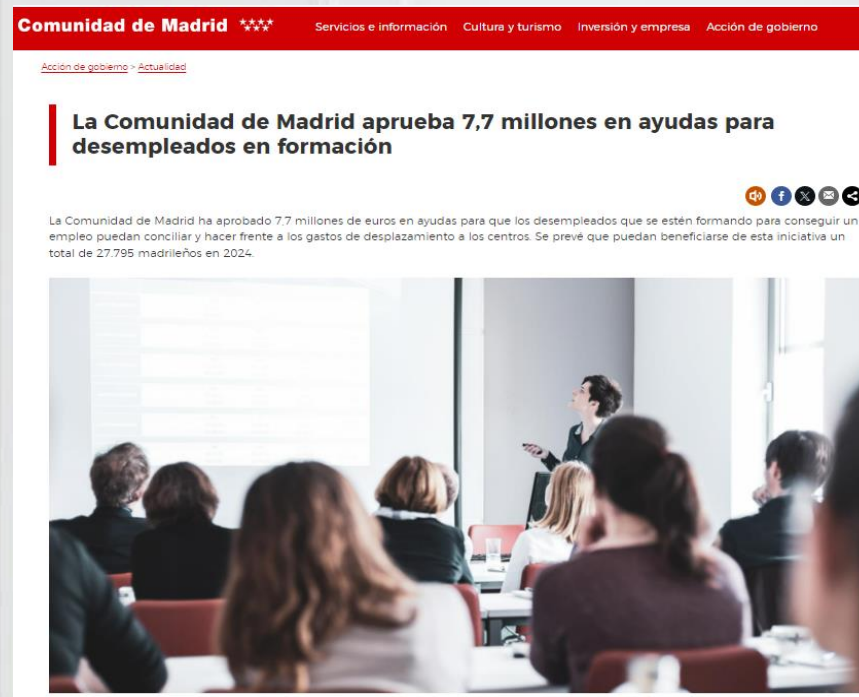 Comunidad de Madrid
Servicios e información Cultura y turismo Inversión y empresa Acción de gobierno
Acción de gobierno > Actualidad
La Comunidad de Madrid aprueba 7,7 millones en ayudas para
desempleados en formación
La Comunidad de Madrid ha aprobado 7,7 millones de euros en ayudas para que los desempleados que se estén formando para conseguir un
empleo puedan conciliar y hacer frente a los gastos de desplazamiento a los centros. Se prevé que puedan beneficiarse de esta iniciativa un
total de 27.795 madrileños en 2024.